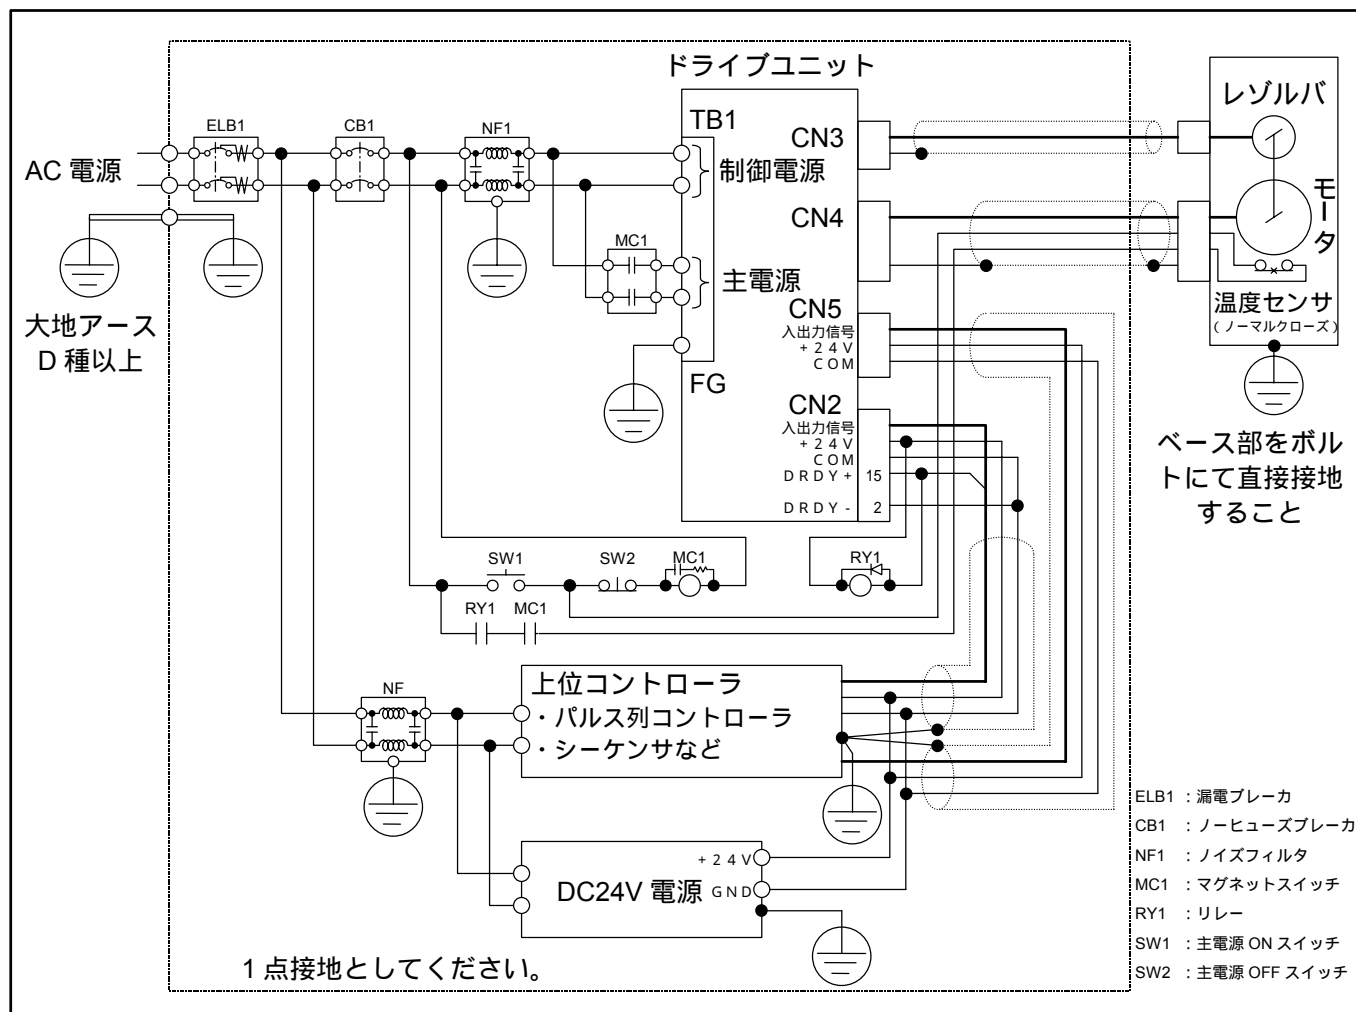 ドライブユニット
レゾルバ
ELB1
CB1
NF1
TB1
CN3
AC 電源
制御電源
モータ
CN4
MC1
主電源
大地アース
D 種以上
温度センサ
( ノーマルクローズ )
CN5
入出力信号
+ 2 4 V
C O M
FG
CN2
入出力信号
+ 2 4 V
C O M
D R D Y + 15
D R D Y - 2
ベース部をボル
トにて直接接地
すること
SW1
SW2
MC1
RY1
RY1
MC1
NF
上位コントローラ
・パルス列コントローラ
・シーケンサなど
ELB1 : 漏電ブレーカ
CB1 : ノーヒューズブレーカ
NF1 : ノイズフィルタ
MC1 : マグネットスイッチ
RY1 : リレー
SW1 : 主電源 ON スイッチ
SW2 : 主電源 OFF スイッチ
+ 2 4 V
DC24V 電源
G N D
1 点接地としてください。